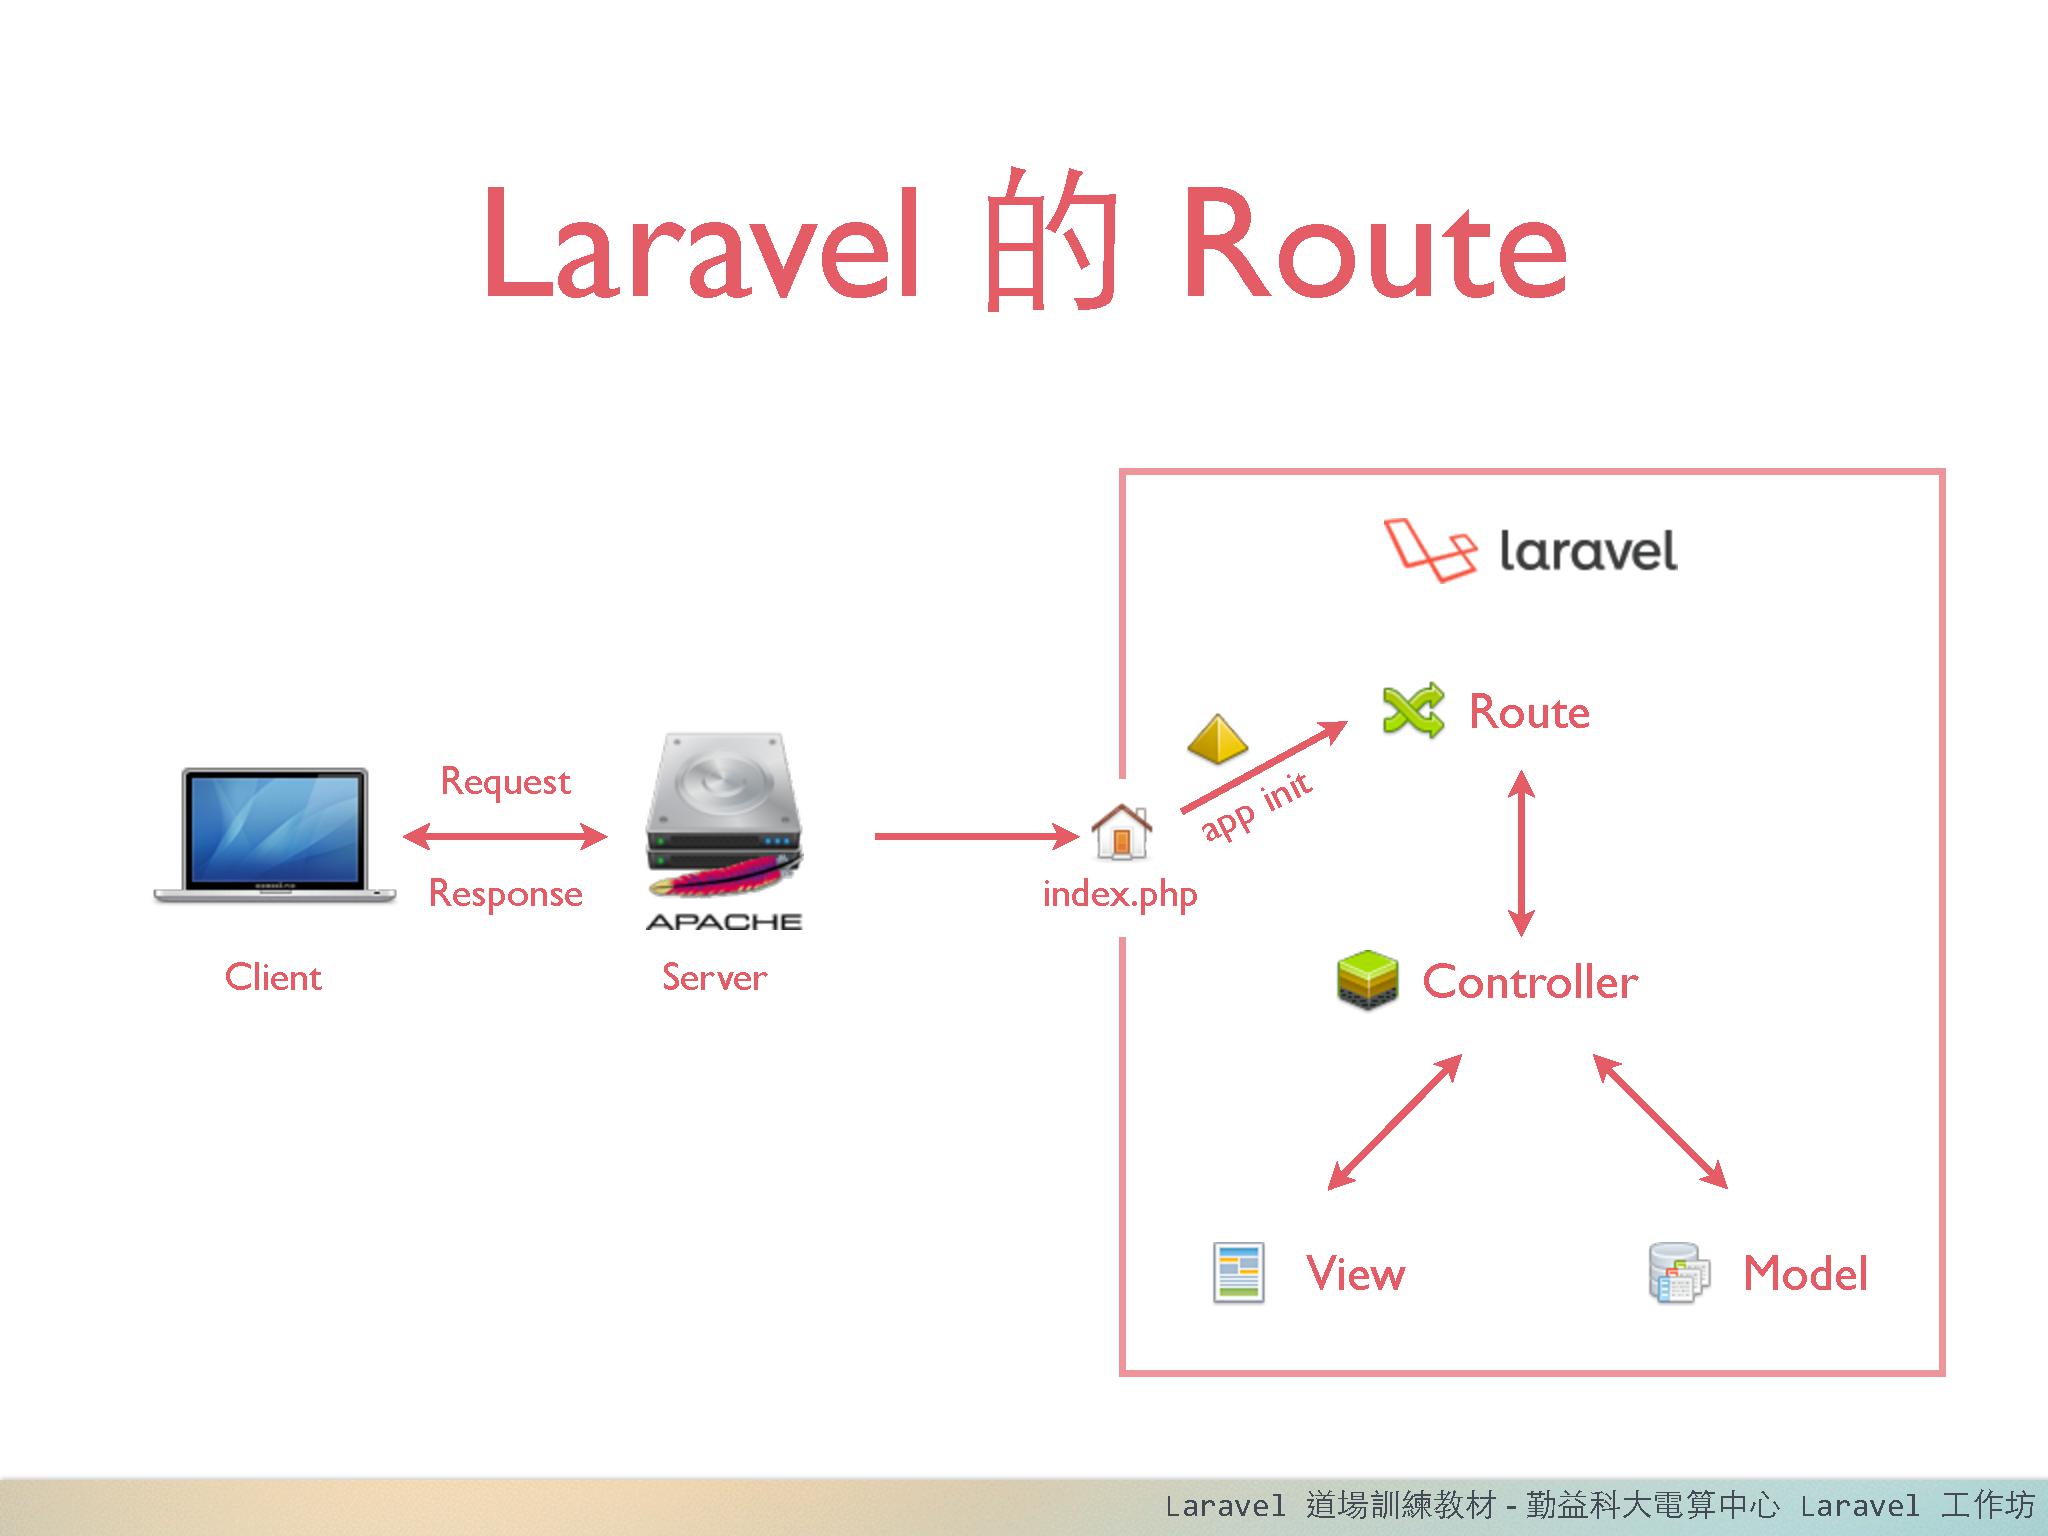 Laravel 的 Route
laravel
Route
Request
app init
Response
index.php
APACHE
Client
Server
Controller
View
Model
Laravel 道場訓練教材 - 勤益科大電算中心 Laravel 工作坊